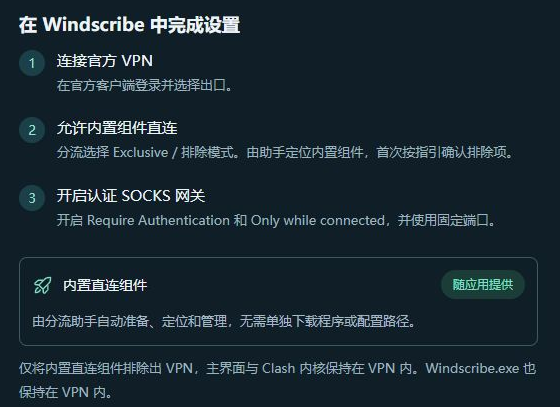 在 Windscribe 中完成设置
1
连接官方 VPN
在官方客户端登录并选择出口。
2
允许内置组件直连
分流选择 Exclusive / 排除模式。由助手定位内置组件，首次按指引确认排除项。
3
开启认证 SOCKS 网关
开启 Require Authentication 和 Only while connected，并使用固定端口。
内置直连组件
随应用提供
由分流助手自动准备、定位和管理，无需单独下载程序或配置路径。
仅将内置直连组件排除出 VPN，主界面与 Clash 内核保持在 VPN 内。Windscribe.exe 也
保持在 VPN 内。